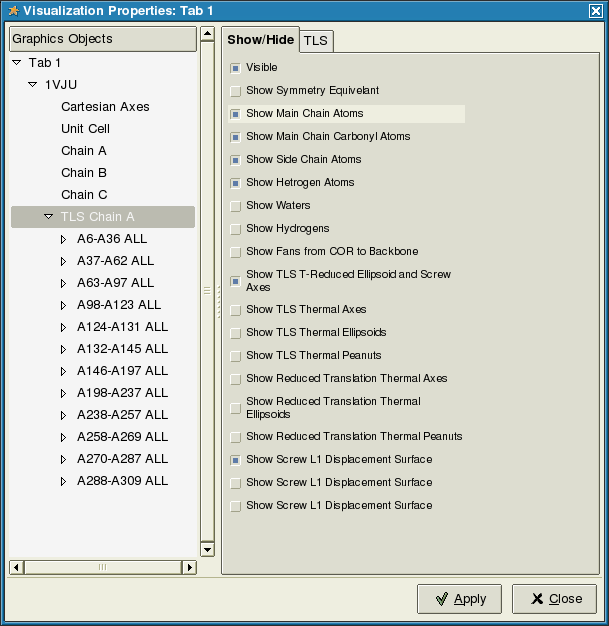 Visualization Properties: Tab 1
Graphics Objects
Tab 1
1VJU
Cartesian Axes
Unit Cell
Chain A
Chain B
Chain C
TLS Chain A
A6-A36 ALL
A37-A62 ALL
A63-A97 ALL
A98-A123 ALL
A124-A131 ALL
A132-A145 ALL
A146-A197 ALL
A198-A237 ALL
A238-A257 ALL
A258-A269 ALL
A270-A287 ALL
A288-A309 ALL
Show/Hide TLS
Visible
Show Symmetry Equivelant
Show Main Chain Atoms
Show Main Chain Carbonyl Atoms
Show Side Chain Atoms
Show Hetrogen Atoms
Show Waters
Show Hydrogens
Show Fans from COR to Backbone
Show TLS T-Reduced Ellipsoid and Screw
Axes
Show TLS Thermal Axes
Show TLS Thermal Ellipsoids
Show TLS Thermal Peanuts
Show Reduced Translation Thermal Axes
Show Reduced Translation Thermal
Ellipsoids
Show Reduced Translation Thermal Peanuts
Show Screw L1 Displacement Surface
Show Screw L1 Displacement Surface
Show Screw L1 Displacement Surface
Apply Close